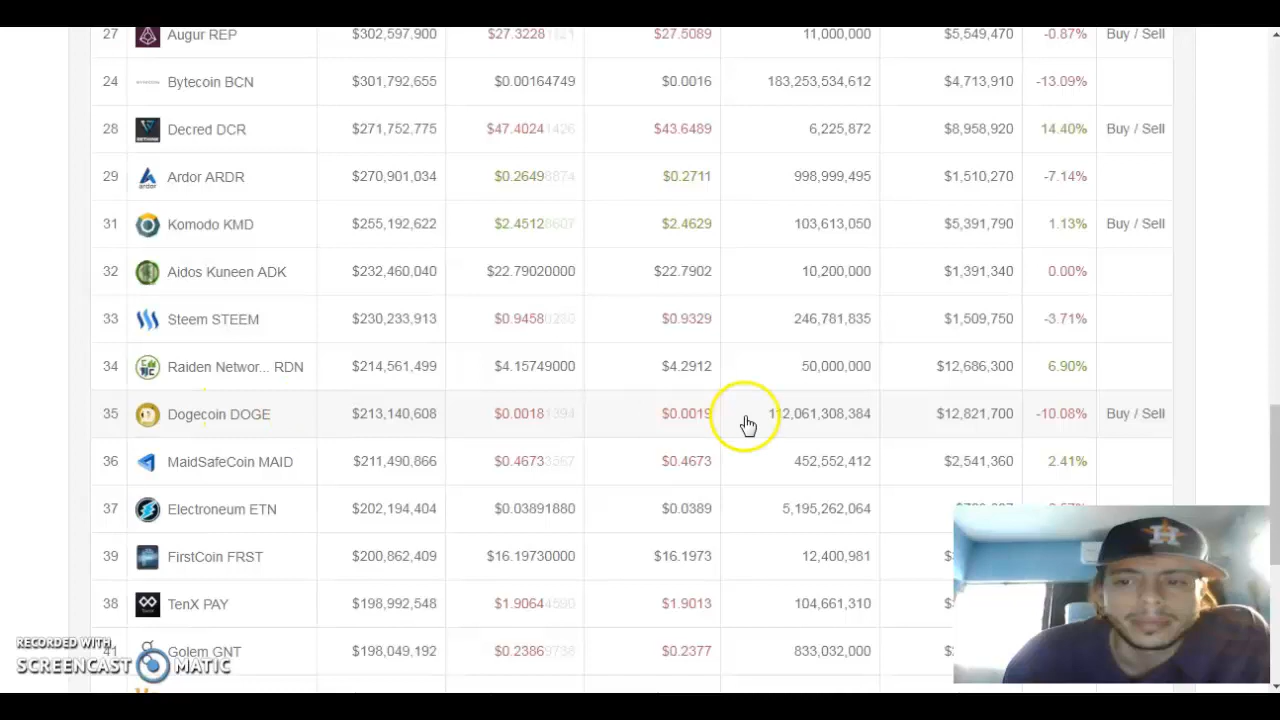 27 Augur REP $302,597,900 $27.3228 $27.5089 11,000,000 $5,549,470 -0.87% Buy / Sell
24 Bytecoin BCN $301,792,655 $0.00164749 $0.0016 183,253,534,612 $4,713,910 -13.09%
28 Decred DCR $271,752,775 $47.40241426 $43.6489 6,225,872 $8,958,920 14.40% Buy / Sell
29 Ardor ARDR $270,901,034 $0.26498874 $0.2711 998,999,495 $1,510,270 -7.14%
31 Komodo KMD $255,192,622 $2.45128607 $2.4629 103,613,050 $5,391,790 1.13% Buy / Sell
32 Aidos Kuneen ADK $232,460,040 $22.79020000 $22.7902 10,200,000 $1,391,340 0.00%
33 Steem STEEM $230,233,913 $0.9458 $0.9329 246,781,835 $1,509,750 -3.71%
34 Raiden Networ... RDN $214,561,499 $4.15749000 $4.2912 50,000,000 $12,686,300 6.90%
35 Dogecoin DOGE $213,140,608 $0.00181394 $0.0019 112,061,308,384 $12,821,700 -10.08% Buy / Sell
36 MaidSafeCoin MAID $211,490,866 $0.46733567 $0.4673 452,552,412 $2,541,360 2.41%
37 Electroneum ETN $202,194,404 $0.03891880 $0.0389 5,195,262,064
39 FirstCoin FRST $200,862,409 $16.19730000 $16.1973 12,400,981
38 TenX PAY $198,992,548 $1.90644590 $1.9013 104,661,310
41 Golem GNT $198,049,192 $0.23869738 $0.2377 833,032,000
RECORDED WITH
SCREENCAST MATIC